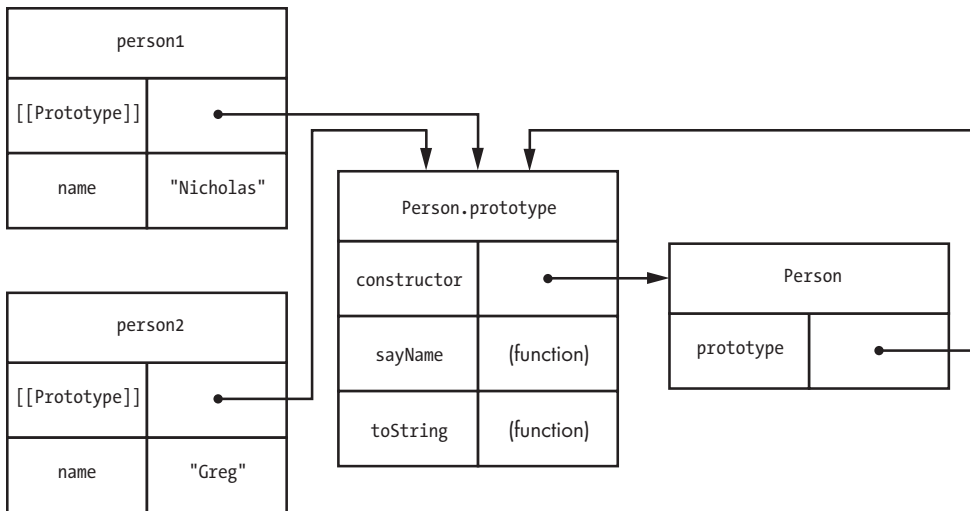 person1
[[Prototype]]
name "Nicholas"
person2
[[Prototype]]
name "Greg"
Person.prototype
constructor
sayName (function)
toString (function)
Person
prototype